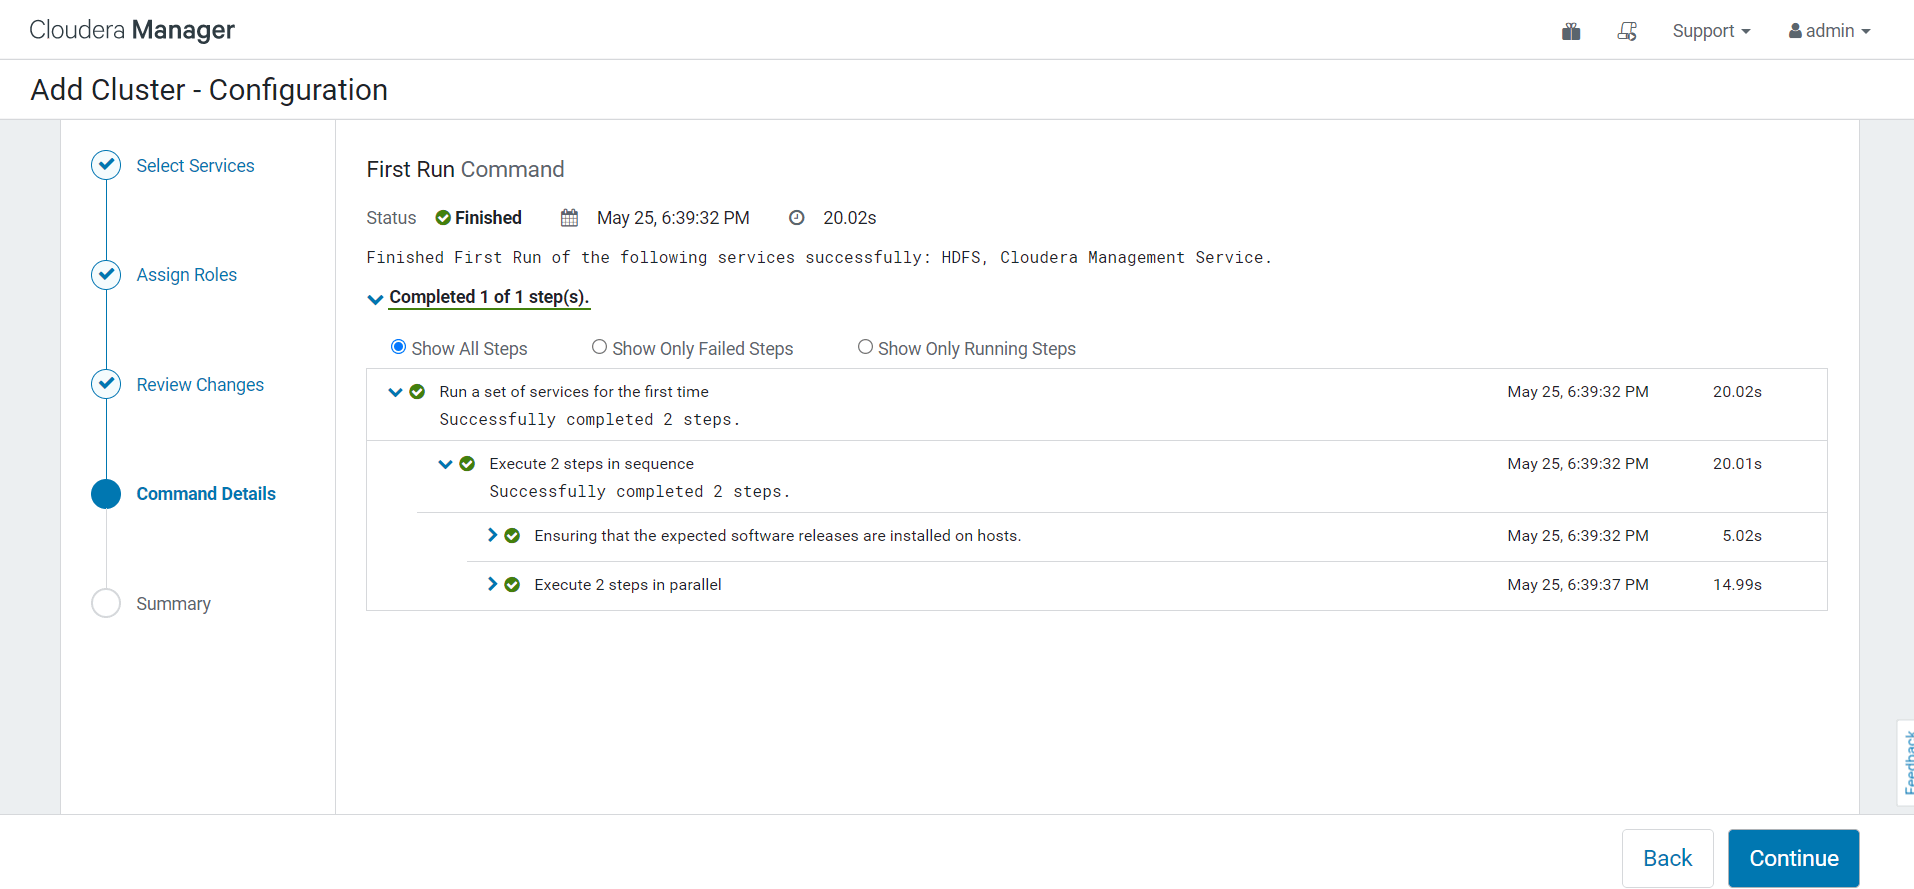 Cloudera Manager
Support
admin
Add Cluster - Configuration
Select Services
Assign Roles
Review Changes
Command Details
Summary
First Run Command
Status Finished May 25, 6:39:32 PM 20.02s
Finished First Run of the following services successfully: HDFS, Cloudera Management Service.
Completed 1 of 1 step(s).
Show All Steps Show Only Failed Steps Show Only Running Steps
Run a set of services for the first time May 25, 6:39:32 PM 20.02s
Successfully completed 2 steps.
Execute 2 steps in sequence May 25, 6:39:32 PM 20.01s
Successfully completed 2 steps.
Ensuring that the expected software releases are installed on hosts. May 25, 6:39:32 PM 5.02s
Execute 2 steps in parallel May 25, 6:39:37 PM 14.99s
Feedback
Back
Continue